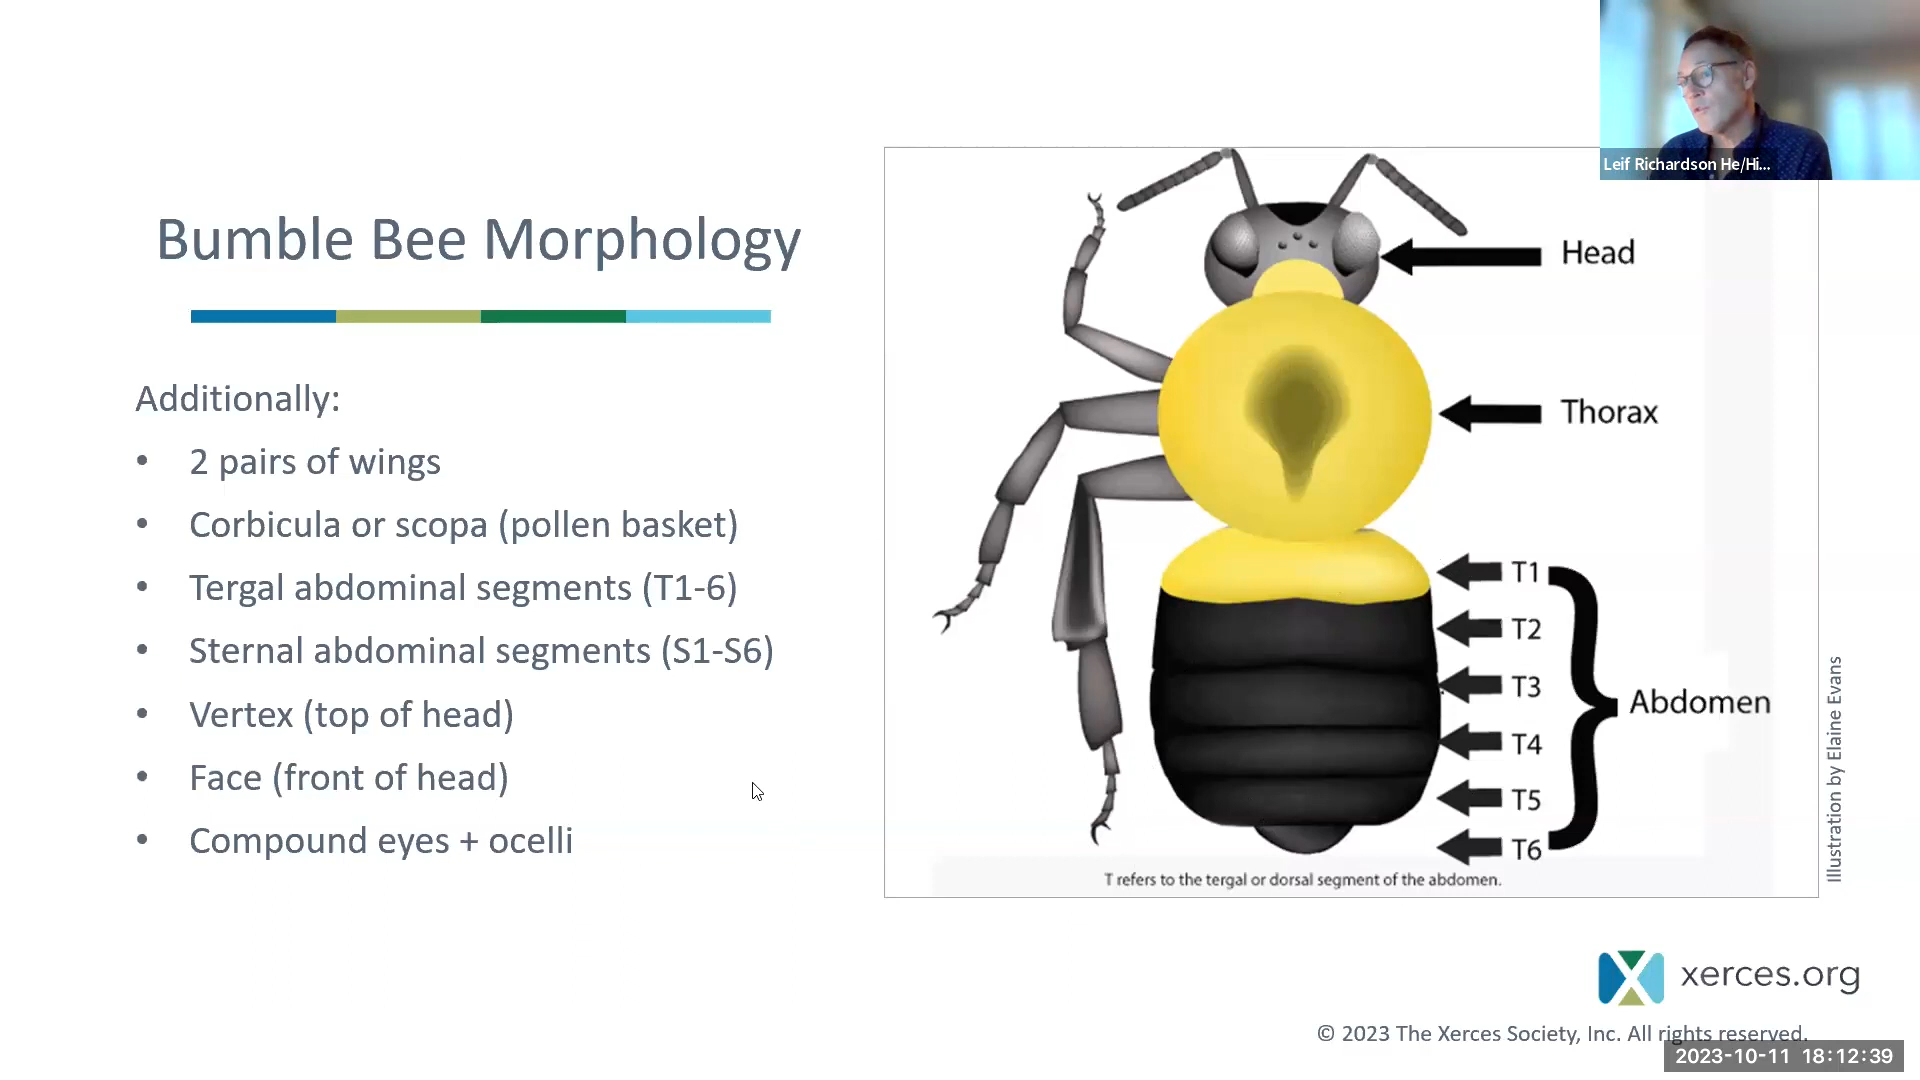 Leif Richardson He/Hi...
Bumble Bee Morphology
Additionally:
• 2 pairs of wings
• Corbicula or scopa (pollen basket)
• Tergal abdominal segments (T1-6)
• Sternal abdominal segments (S1-S6)
• Vertex (top of head)
• Face (front of head)
• Compound eyes + ocelli
Head
Thorax
T1
T2
T3
T4
T5
T6
Abdomen
T refers to the tergal or dorsal segment of the abdomen.
Illustration by Elaine Evans
xerces.org
© 2023 The Xerces Society, Inc. All rights reserved.
2023-10-11 18:12:39